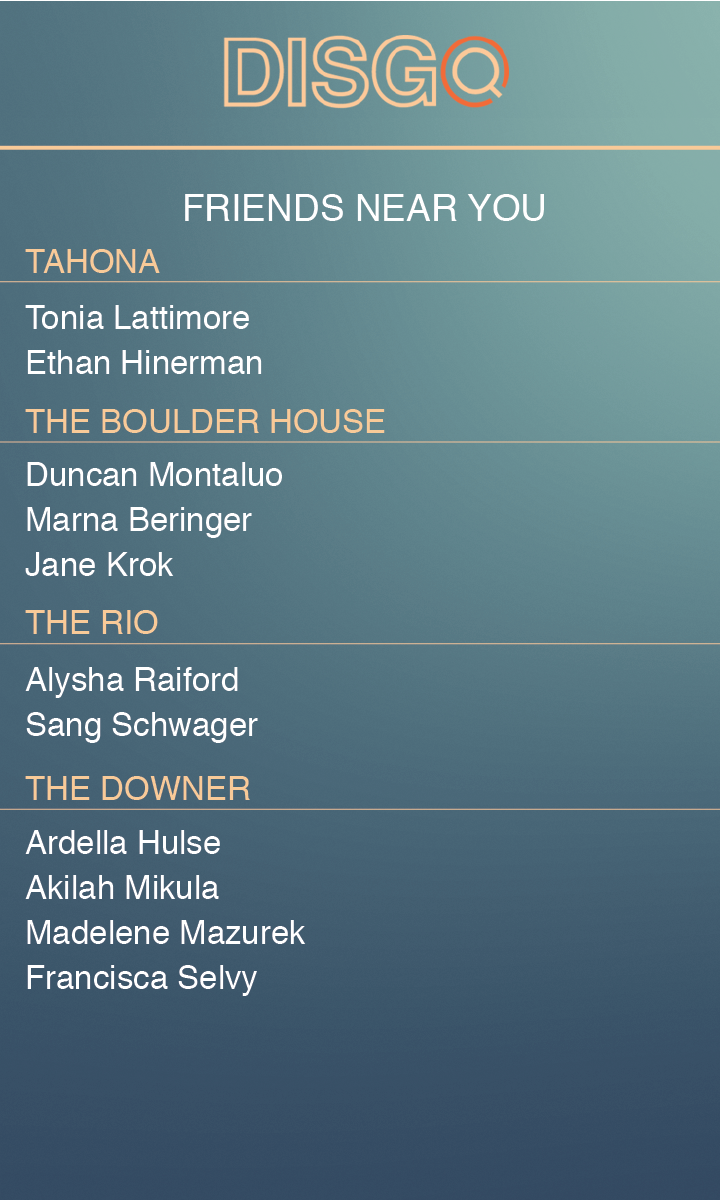 DISGO
FRIENDS NEAR YOU
TAHONA
Tonia Lattimore
Ethan Hinerman
THE BOULDER HOUSE
Duncan Montaluo
Marna Beringer
Jane Krok
THE RIO
Alysha Raiford
Sang Schwager
THE DOWNER
Ardella Hulse
Akilah Mikula
Madelene Mazurek
Francisca Selvy